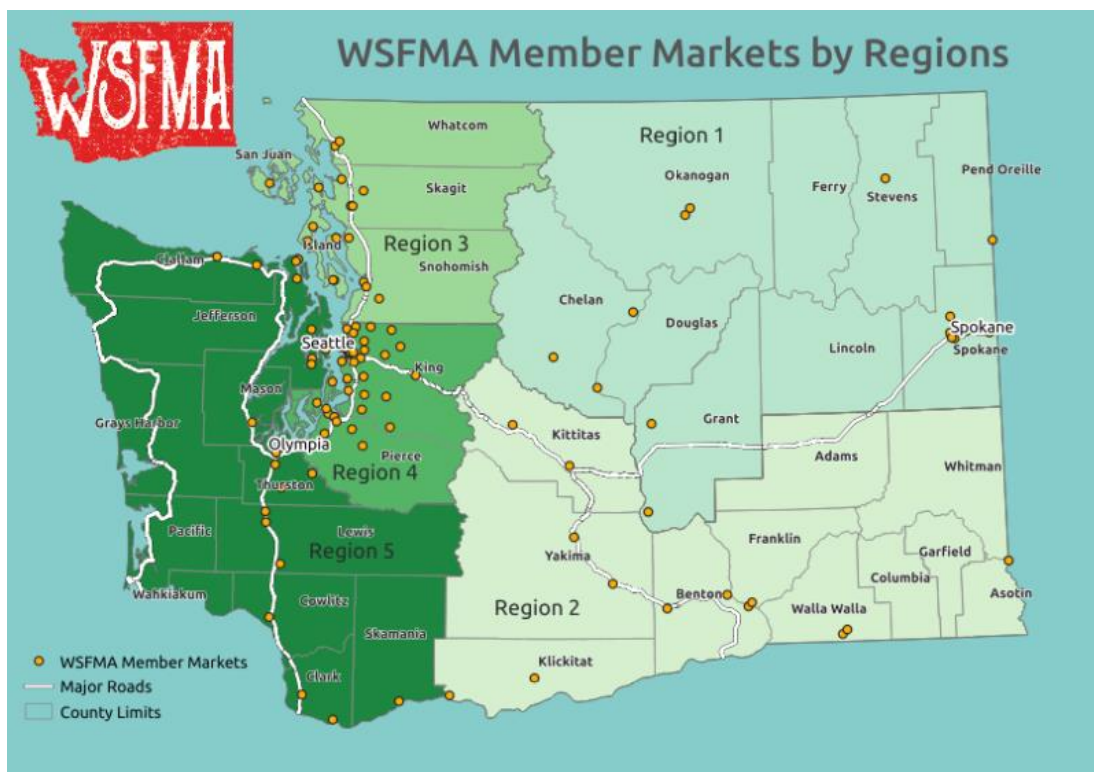 WSFMA
WSFMA Member Markets by Regions
Whatcom
Region 1
San Juan
Okanogan
Pend Oreille
Skagit
Ferry
Stevens
Island
Region 3
Clallam
Snohomish
Chelan
Jefferson
Douglas
Seattle
Spokane
Lincoln
Spokane
King
Mason
Grays Harbor
Grant
Kittitas
Olympia
Pierce
Adams
Whitman
Region 4
Thurston
Pacific
Lewis
Franklin
Region 5
Yakima
Garfield
Columbia
Wahkiakum
Cowlitz
Benton
Asotin
Region 2
Walla Walla
Skamania
WSFMA Member Markets
Klickitat
Clark
Major Roads
County Limits